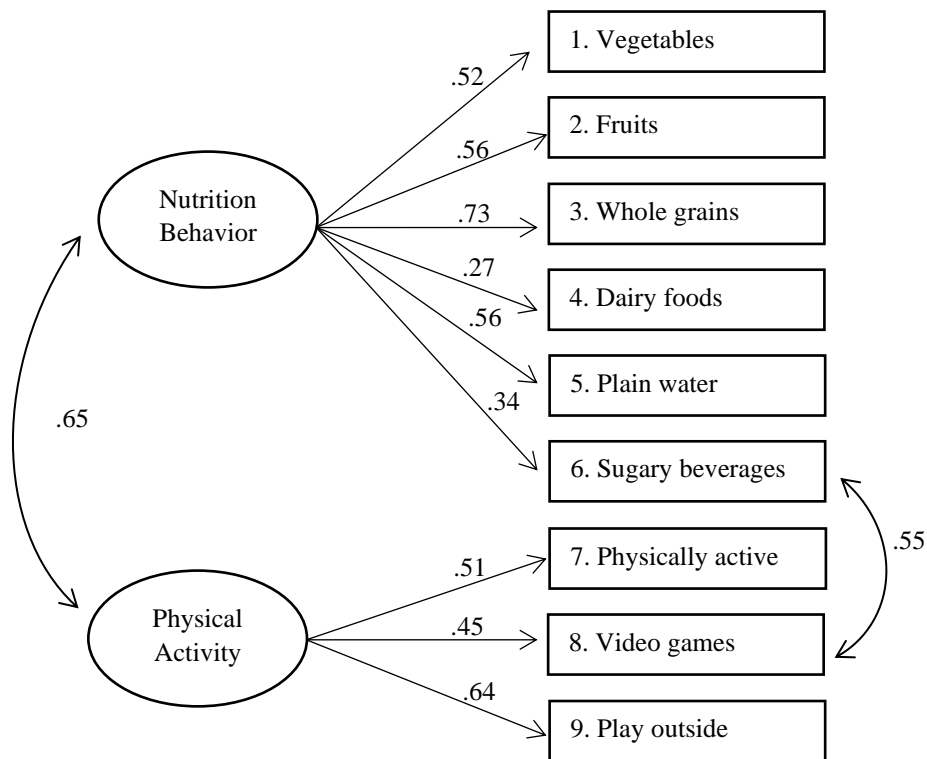 1. Vegetables
.52
2. Fruits
.56
Nutrition
Behavior
.73
3. Whole grains
.27
4. Dairy foods
.56
5. Plain water
.34
.65
6. Sugary beverages
.55
7. Physically active
.51
Physical
Activity
.45
8. Video games
.64
9. Play outside